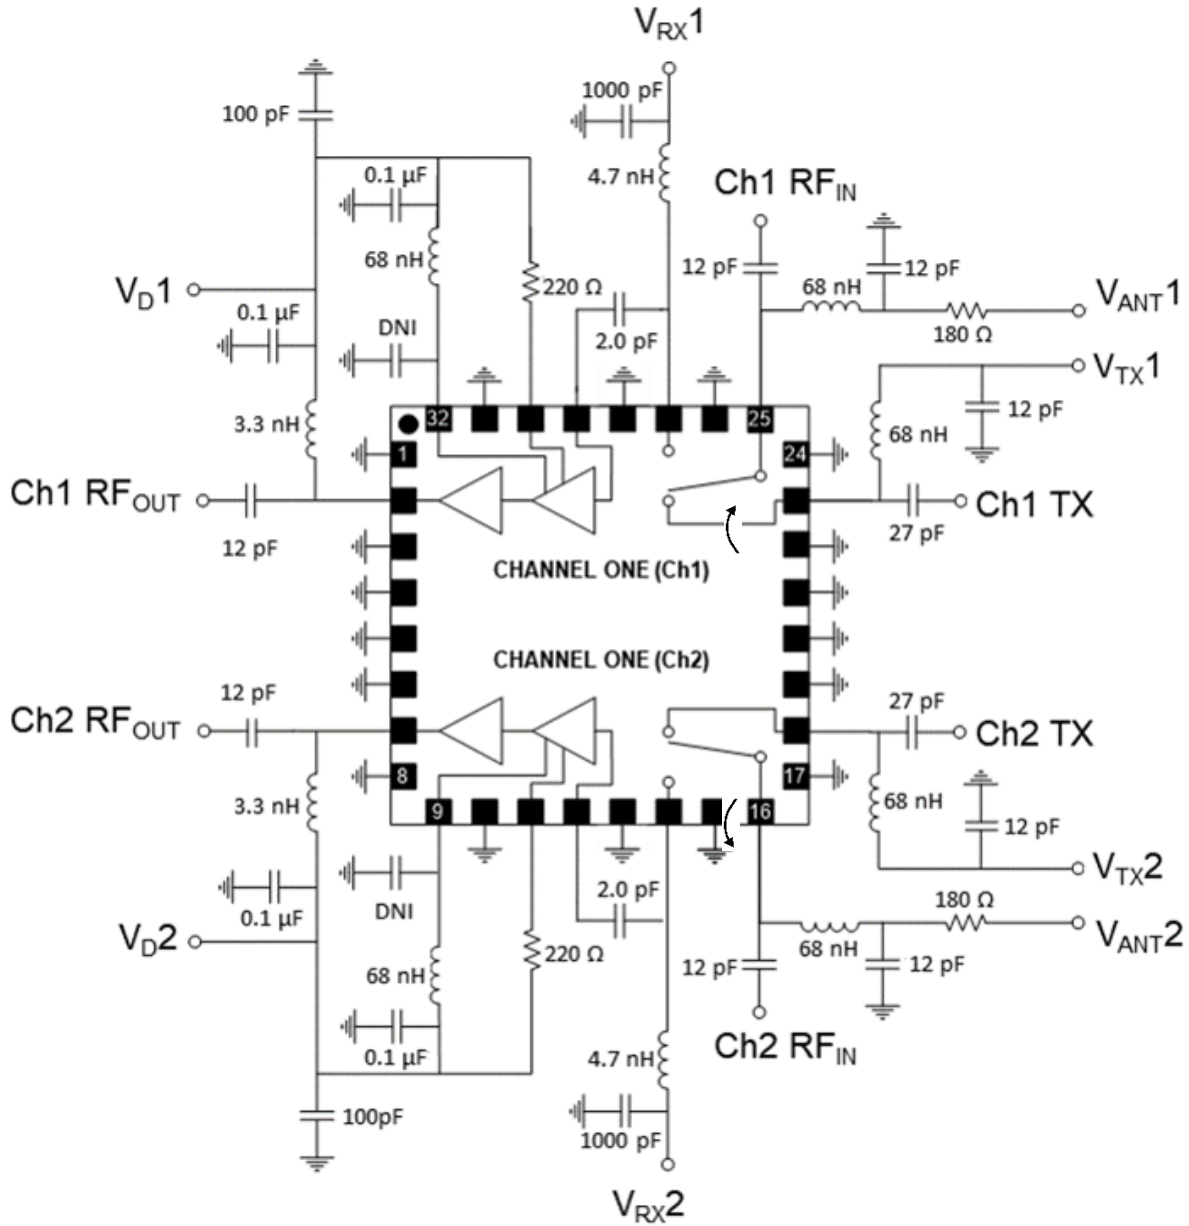 VRX1
1000 pF
100 pF
0.1 µF
4.7 nH
Ch1 RFIN
68 nH
12 pF
12 pF
220 Ω
68 nH
VD1
VANT1
0.1 µF
DNI
2.0 pF
180 Ω
VTX1
3.3 nH
32
25
12 pF
68 nH
1
24
Ch1 RFOUT
Ch1 TX
12 pF
27 pF
CHANNEL ONE (Ch1)
CHANNEL ONE (Ch2)
12 pF
27 pF
Ch2 RFOUT
Ch2 TX
8
17
3.3 nH
68 nH
9
16
12 pF
VTX2
0.1 µF
DNI
2.0 pF
180 Ω
VD2
VANT2
220 Ω
68 nH
68 nH
12 pF
12 pF
Ch2 RFIN
0.1 µF
4.7 nH
100pF
1000 pF
VRX2